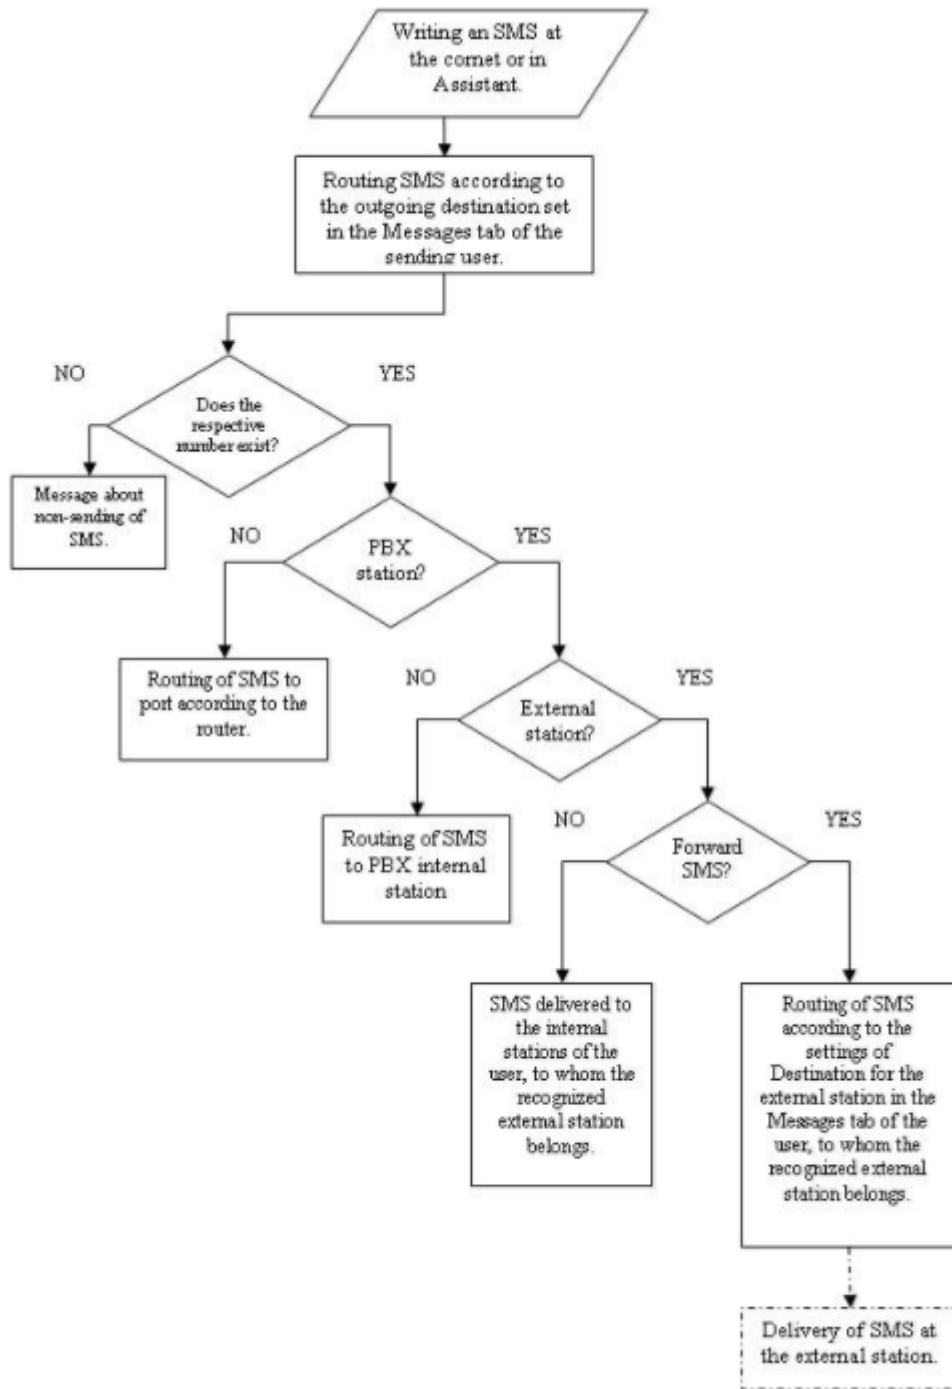 Writing an SMS at
the comet or in
Assistant.
Routing SMS according to
the outgoing destination set
in the Messages tab of the
sending user.
NO
YES
Does the
respective
number exist?
Message about
non-sending of
SMS.
NO
YES
PBX
station?
Routing of SMS to
port according to the
router.
NO
YES
External
station?
Routing of SMS
to PBX internal
station
NO
YES
Forward
SMS?
SMS delivered to
the internal
stations of the
user, to whom the
recognized
external station
belongs.
Routing of SMS
according to the
settings of
Destination for the
external station in the
Messages tab of the
user, to whom the
recognized external
station belongs.
Delivery of SMS at
the external station.